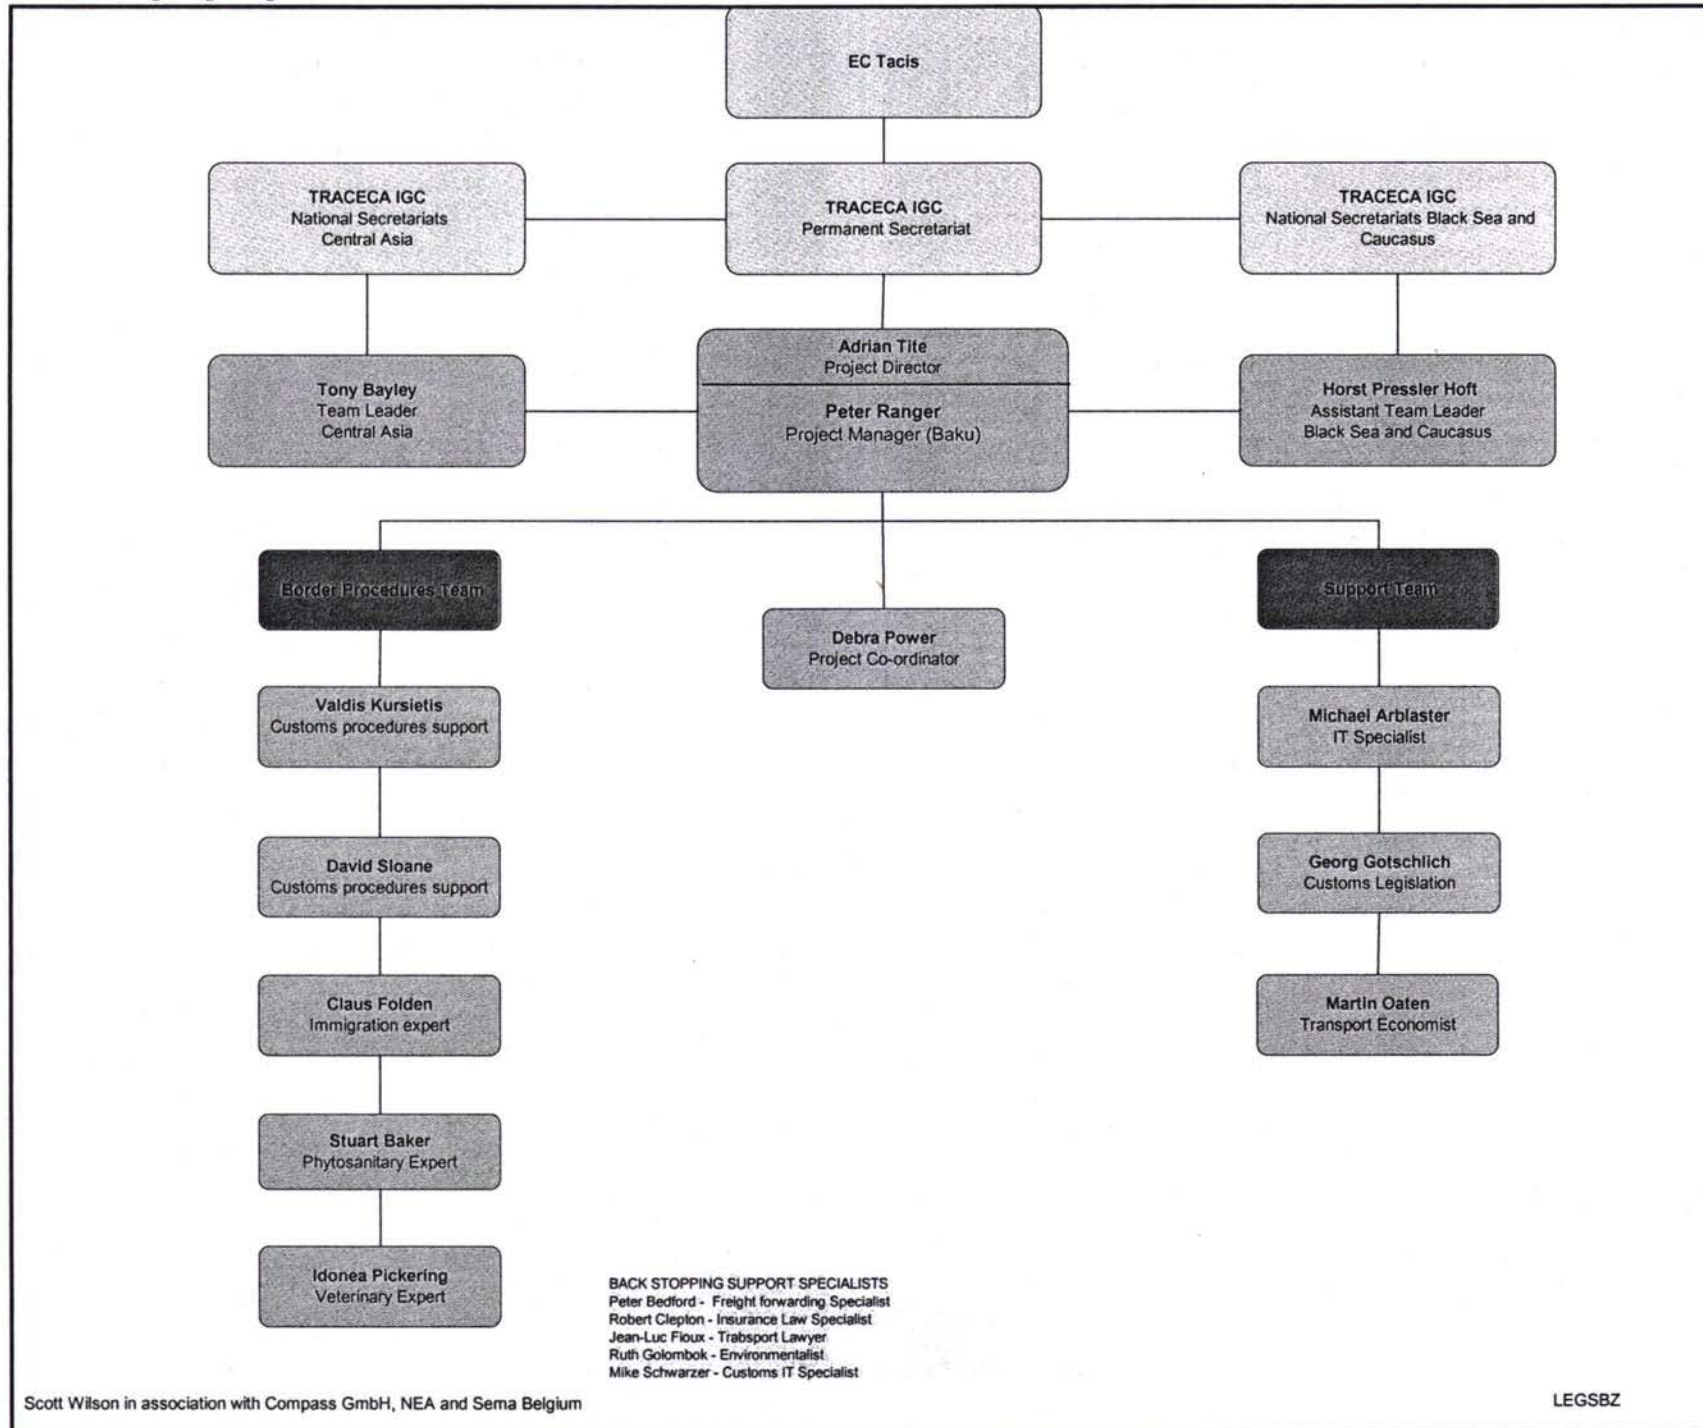 EC Tacis
TRACECA IGC
National Secretariats
Central Asia
TRACECA IGC
Permanent Secretariat
TRACECA IGC
National Secretariats Black Sea and
Caucasus
Tony Bayley
Team Leader
Central Asia
Adrian Tite
Project Director
Peter Ranger
Project Manager (Baku)
Horst Pressler Hoft
Assistant Team Leader
Black Sea and Caucasus
Border Procedures Team
Valdis Kursietis
Customs procedures support
David Sloane
Customs procedures support
Claus Folden
Immigration expert
Stuart Baker
Phytosanitary Expert
Idonea Pickering
Veterinary Expert
Debra Power
Project Co-ordinator
Support Team
Michael Arblaster
IT Specialist
Georg Gotschlich
Customs Legislation
Martin Oaten
Transport Economist
BACK STOPPING SUPPORT SPECIALISTS
Peter Bedford - Freight forwarding Specialist
Robert Clepton - Insurance Law Specialist
Jean-Luc Fioux - Trabsport Lawyer
Ruth Golombok - Environmentalist
Mike Schwarzer - Customs IT Specialist
Scott Wilson in association with Compass GmbH, NEA and Sema Belgium
LEGSBZ